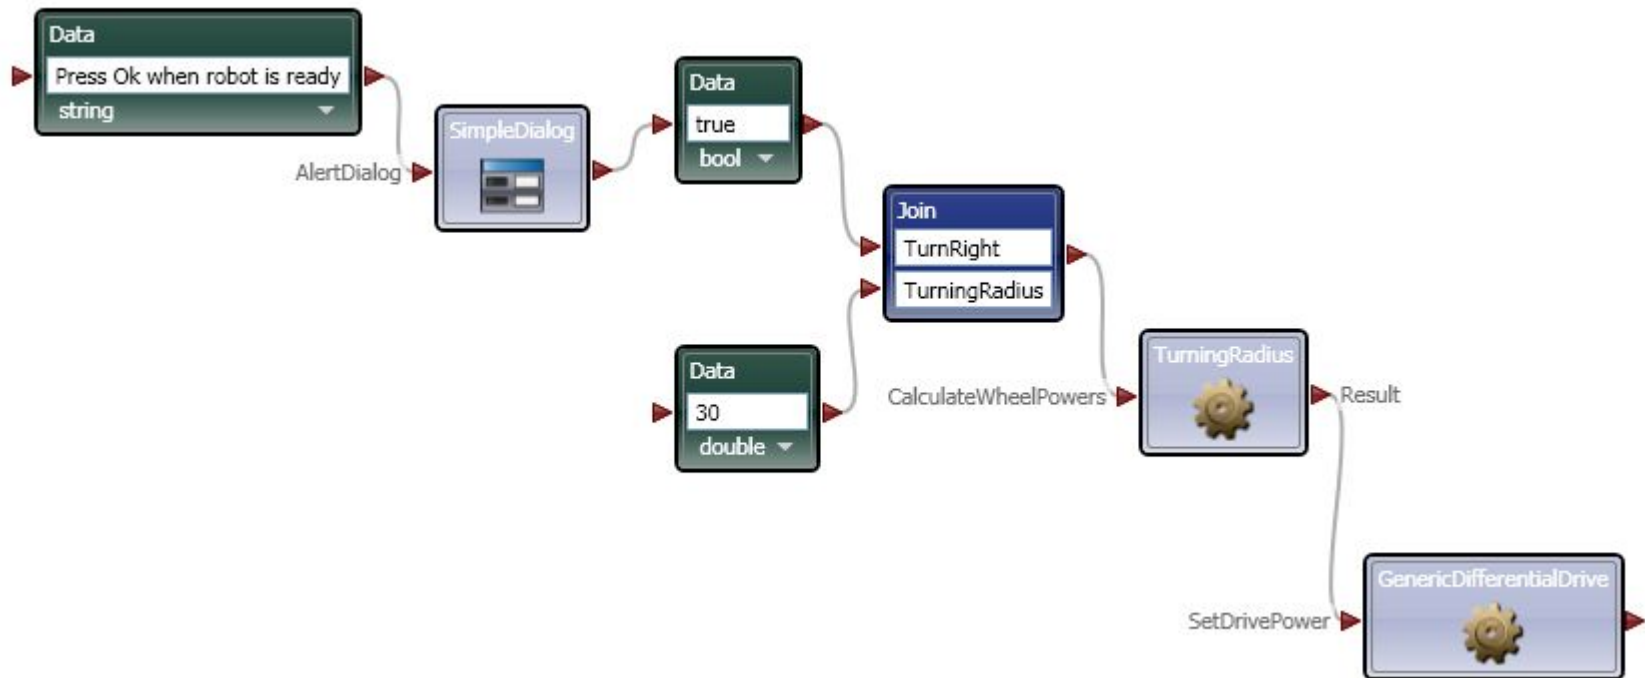 Data
Press Ok when robot is ready
string
AlertDialog
SimpleDialog
Data
true
bool
Join
TurnRight
TurningRadius
Data
30
double
CalculateWheelPowers
TurningRadius
Result
SetDrivePower
GenericDifferentialDrive